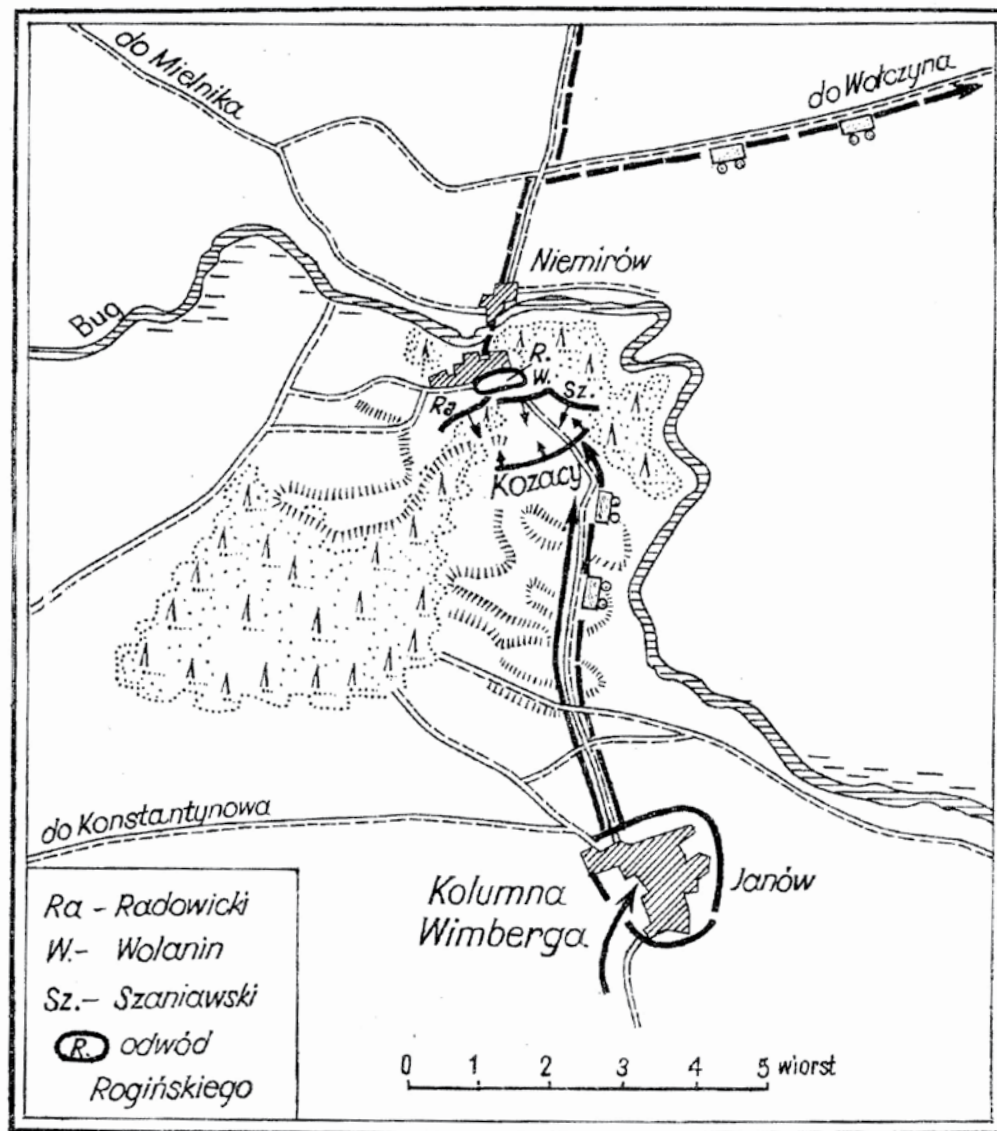 do Mielnika
do Wołczyna
Niemirów
Bug
R.
W.
Sz.
Ra
Kozacy
do Konstantynowa
Kolumna
Wimberga
Janów
Ra - Radowicki
W.- Wolanin
Sz.- Szaniawski
R. odwód
Rogińskiego
0 1 2 3 4 5 wiorst